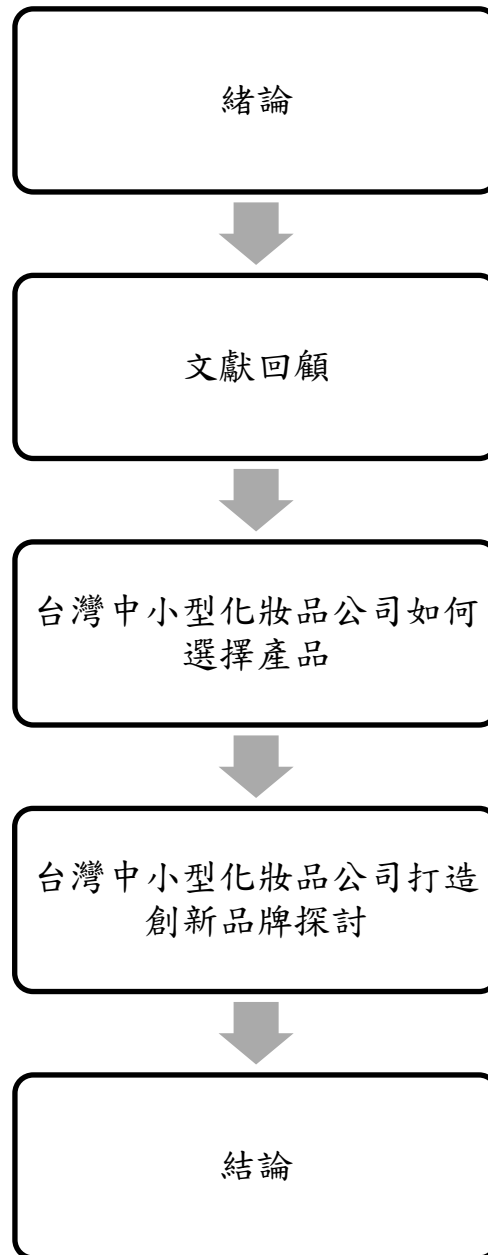 緒論
文獻回顧
台灣中小型化妝品公司如何
選擇產品
台灣中小型化妝品公司打造
創新品牌探討
結論